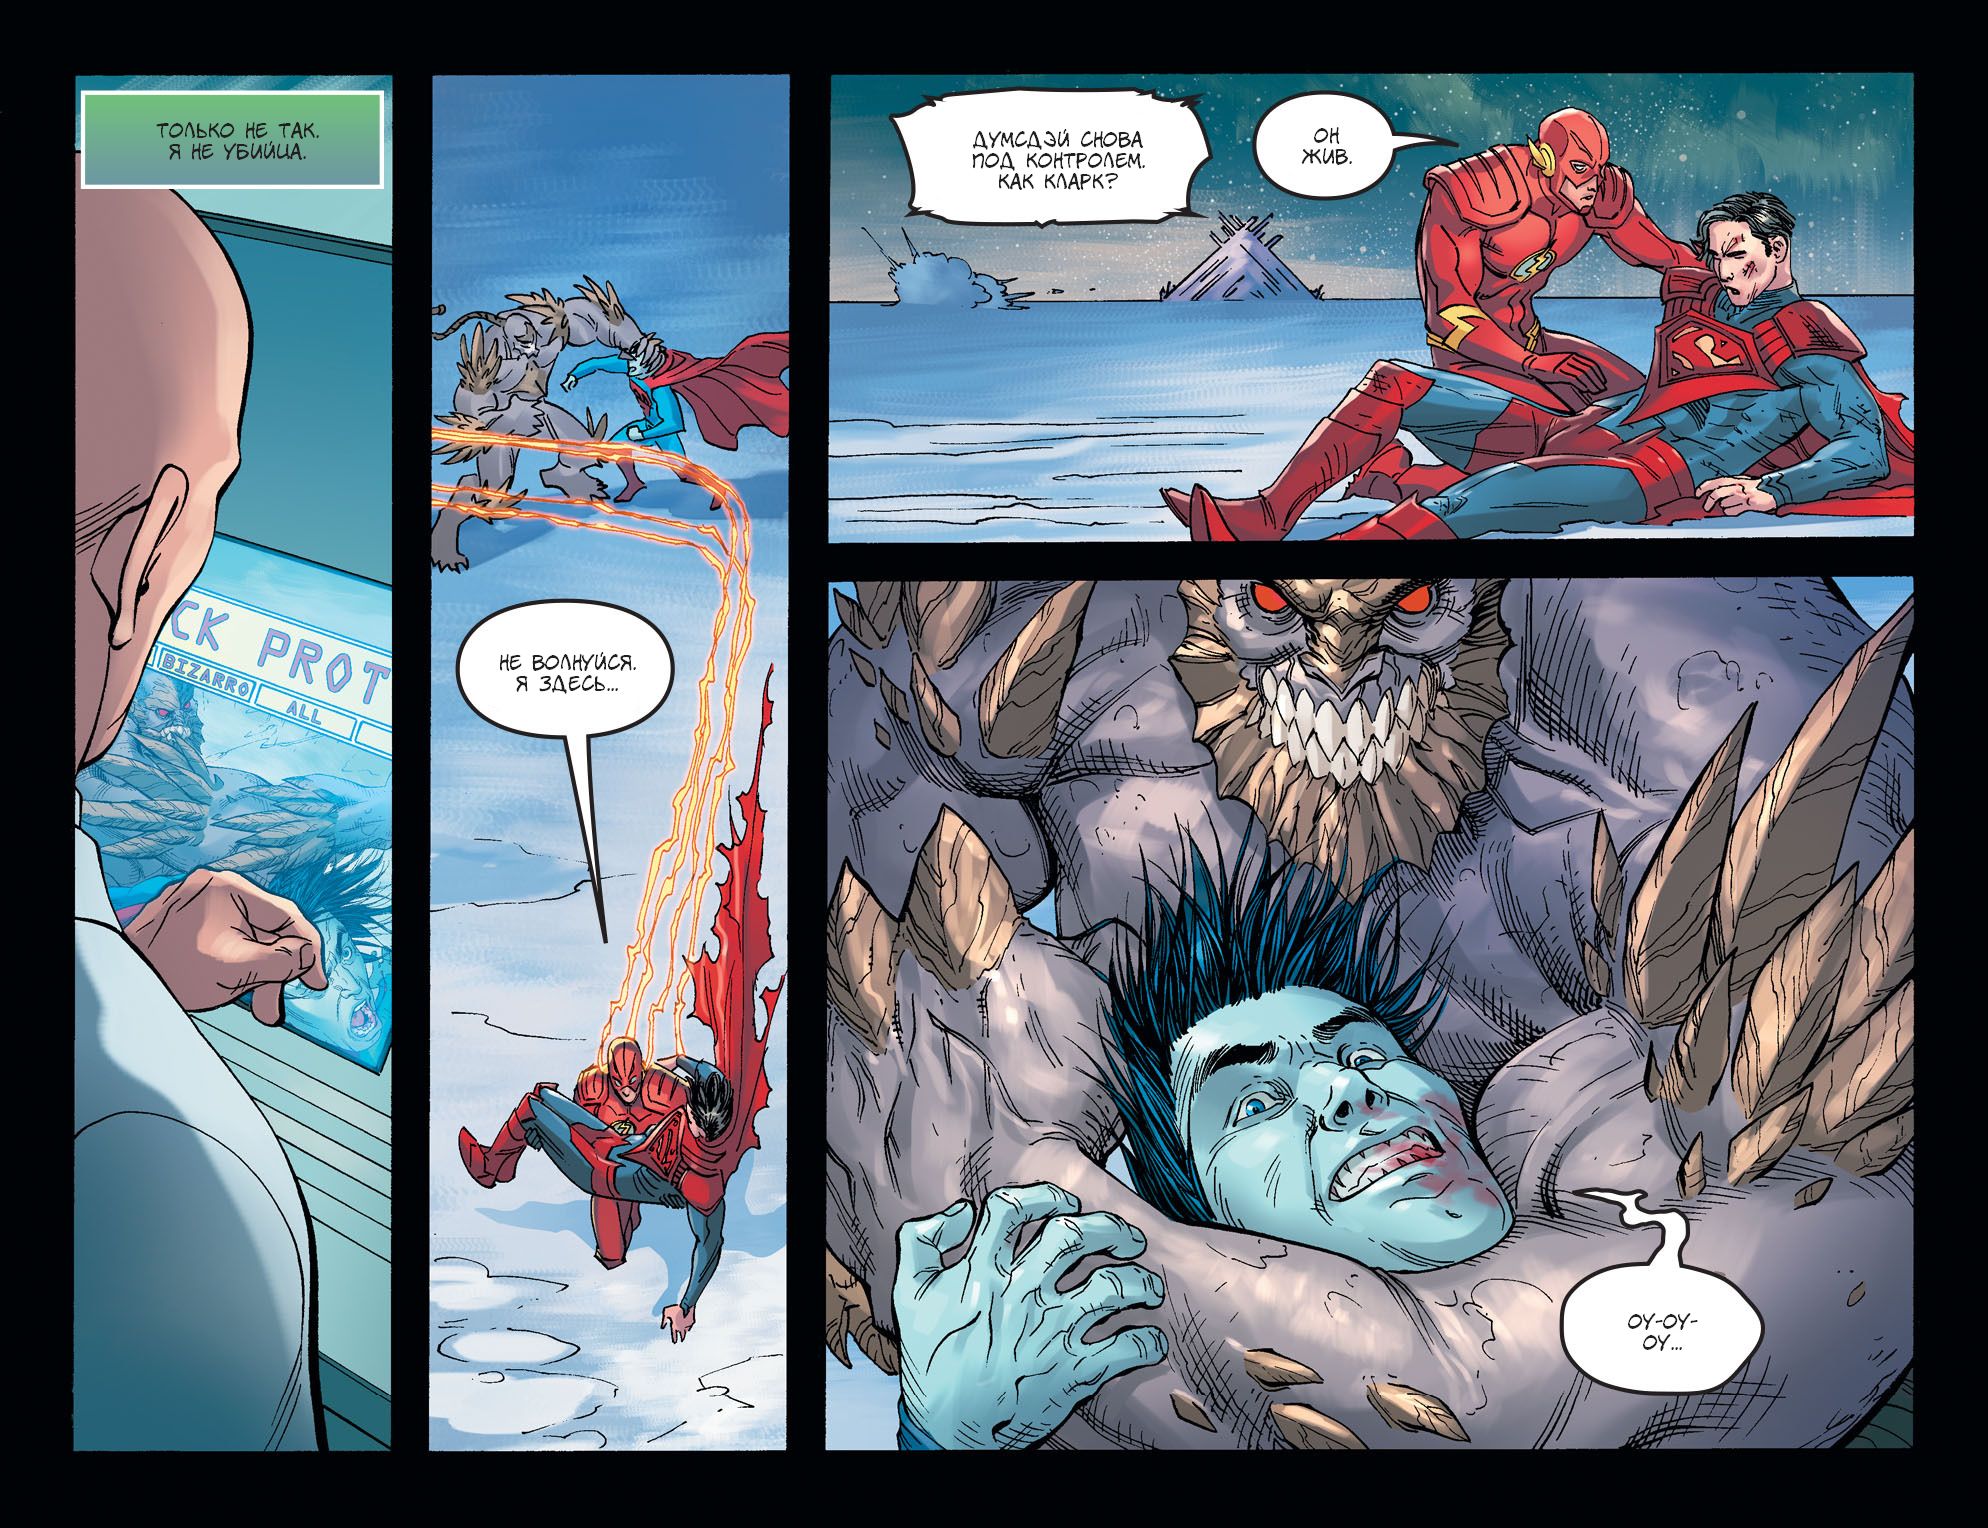 ТОЛЬКО НЕ ТАК.
Я НЕ УБИЙЦА.
CK PROT
BIZARRO
ALL
НЕ ВОЛНУЙСЯ.
Я ЗДЕСЬ...
ДУМСДЭЙ СНОВА
ПОД КОНТРОЛЕМ.
КАК КЛАРК?
ОН
ЖИВ.
ОУ-ОУ-
ОУ...